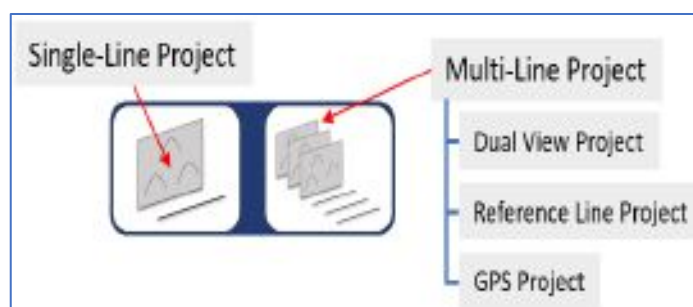 Single-Line Project
Multi-Line Project
Dual View Project
Reference Line Project
GPS Project